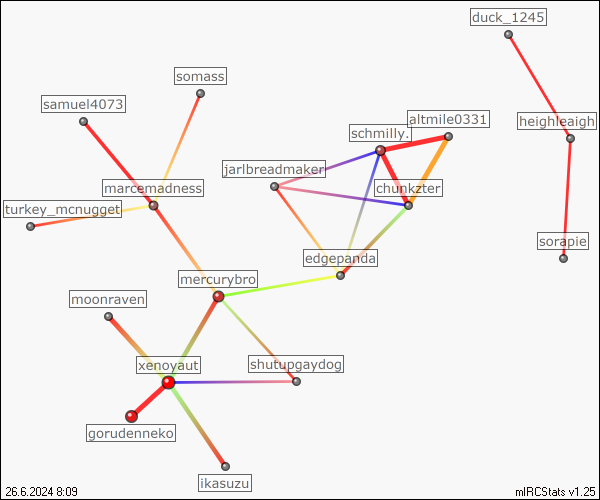 duck_1245
somass
samuel4073
altmile0331
heighleaigh
schmilly.
jarlbreadmaker
marcemadness
chunkzter
turkey_mcnugget
sorapie
edgepanda
mercurybro
moonraven
xenoyaut
shutupgaydog
gorudenneko
ikasuzu
26.6.2024 8:09
mIRCStats v1.25